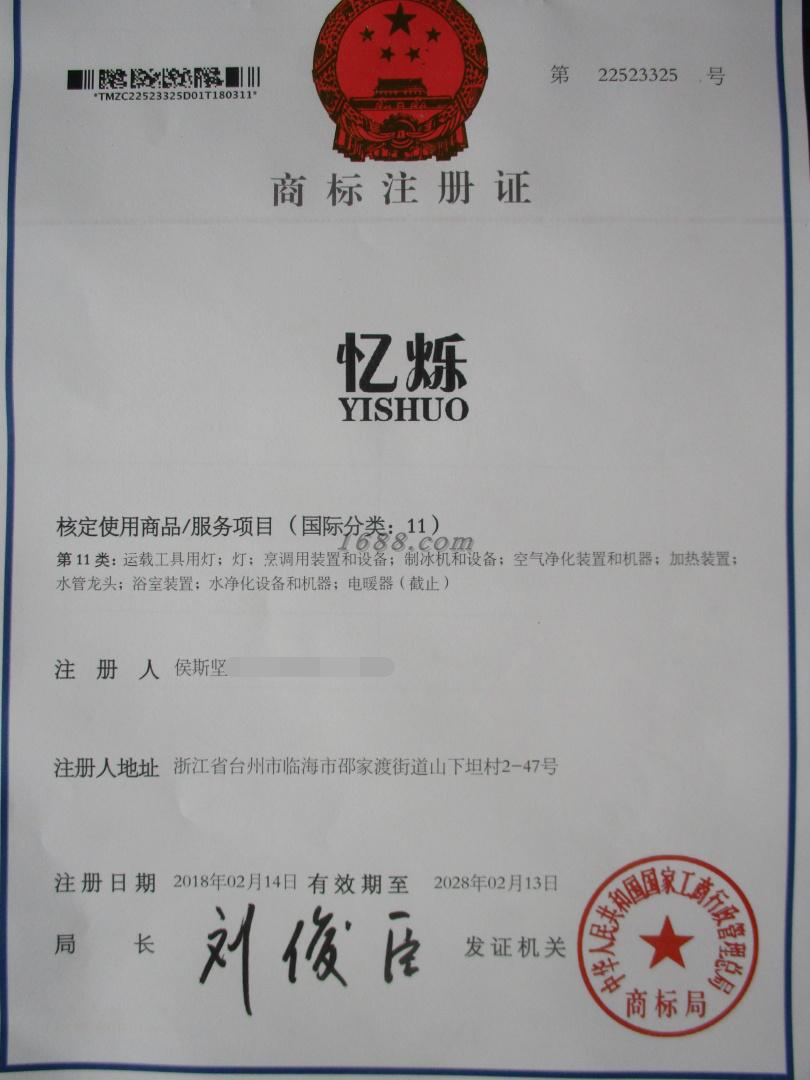 第 22523325 号
*TMZC22523325D01T180311*
商标注册证
忆烁
YISHUO
核定使用商品/服务项目（国际分类：11）
1688.com
第11类：运载工具用灯；灯；烹调用装置和设备；制冰机和设备；空气净化装置和机器；加热装置；
水管龙头；浴室装置；水净化设备和机器；电暖器（截止）
注册人 侯斯坚
注册人地址 浙江省台州市临海市邵家渡街道山下坦村2-47号
注册日期 2018年02月14日 有效期至 2028年02月13日
局长 刘俊臣 发证机关
中华人民共和国国家工商行政管理总局
商标局